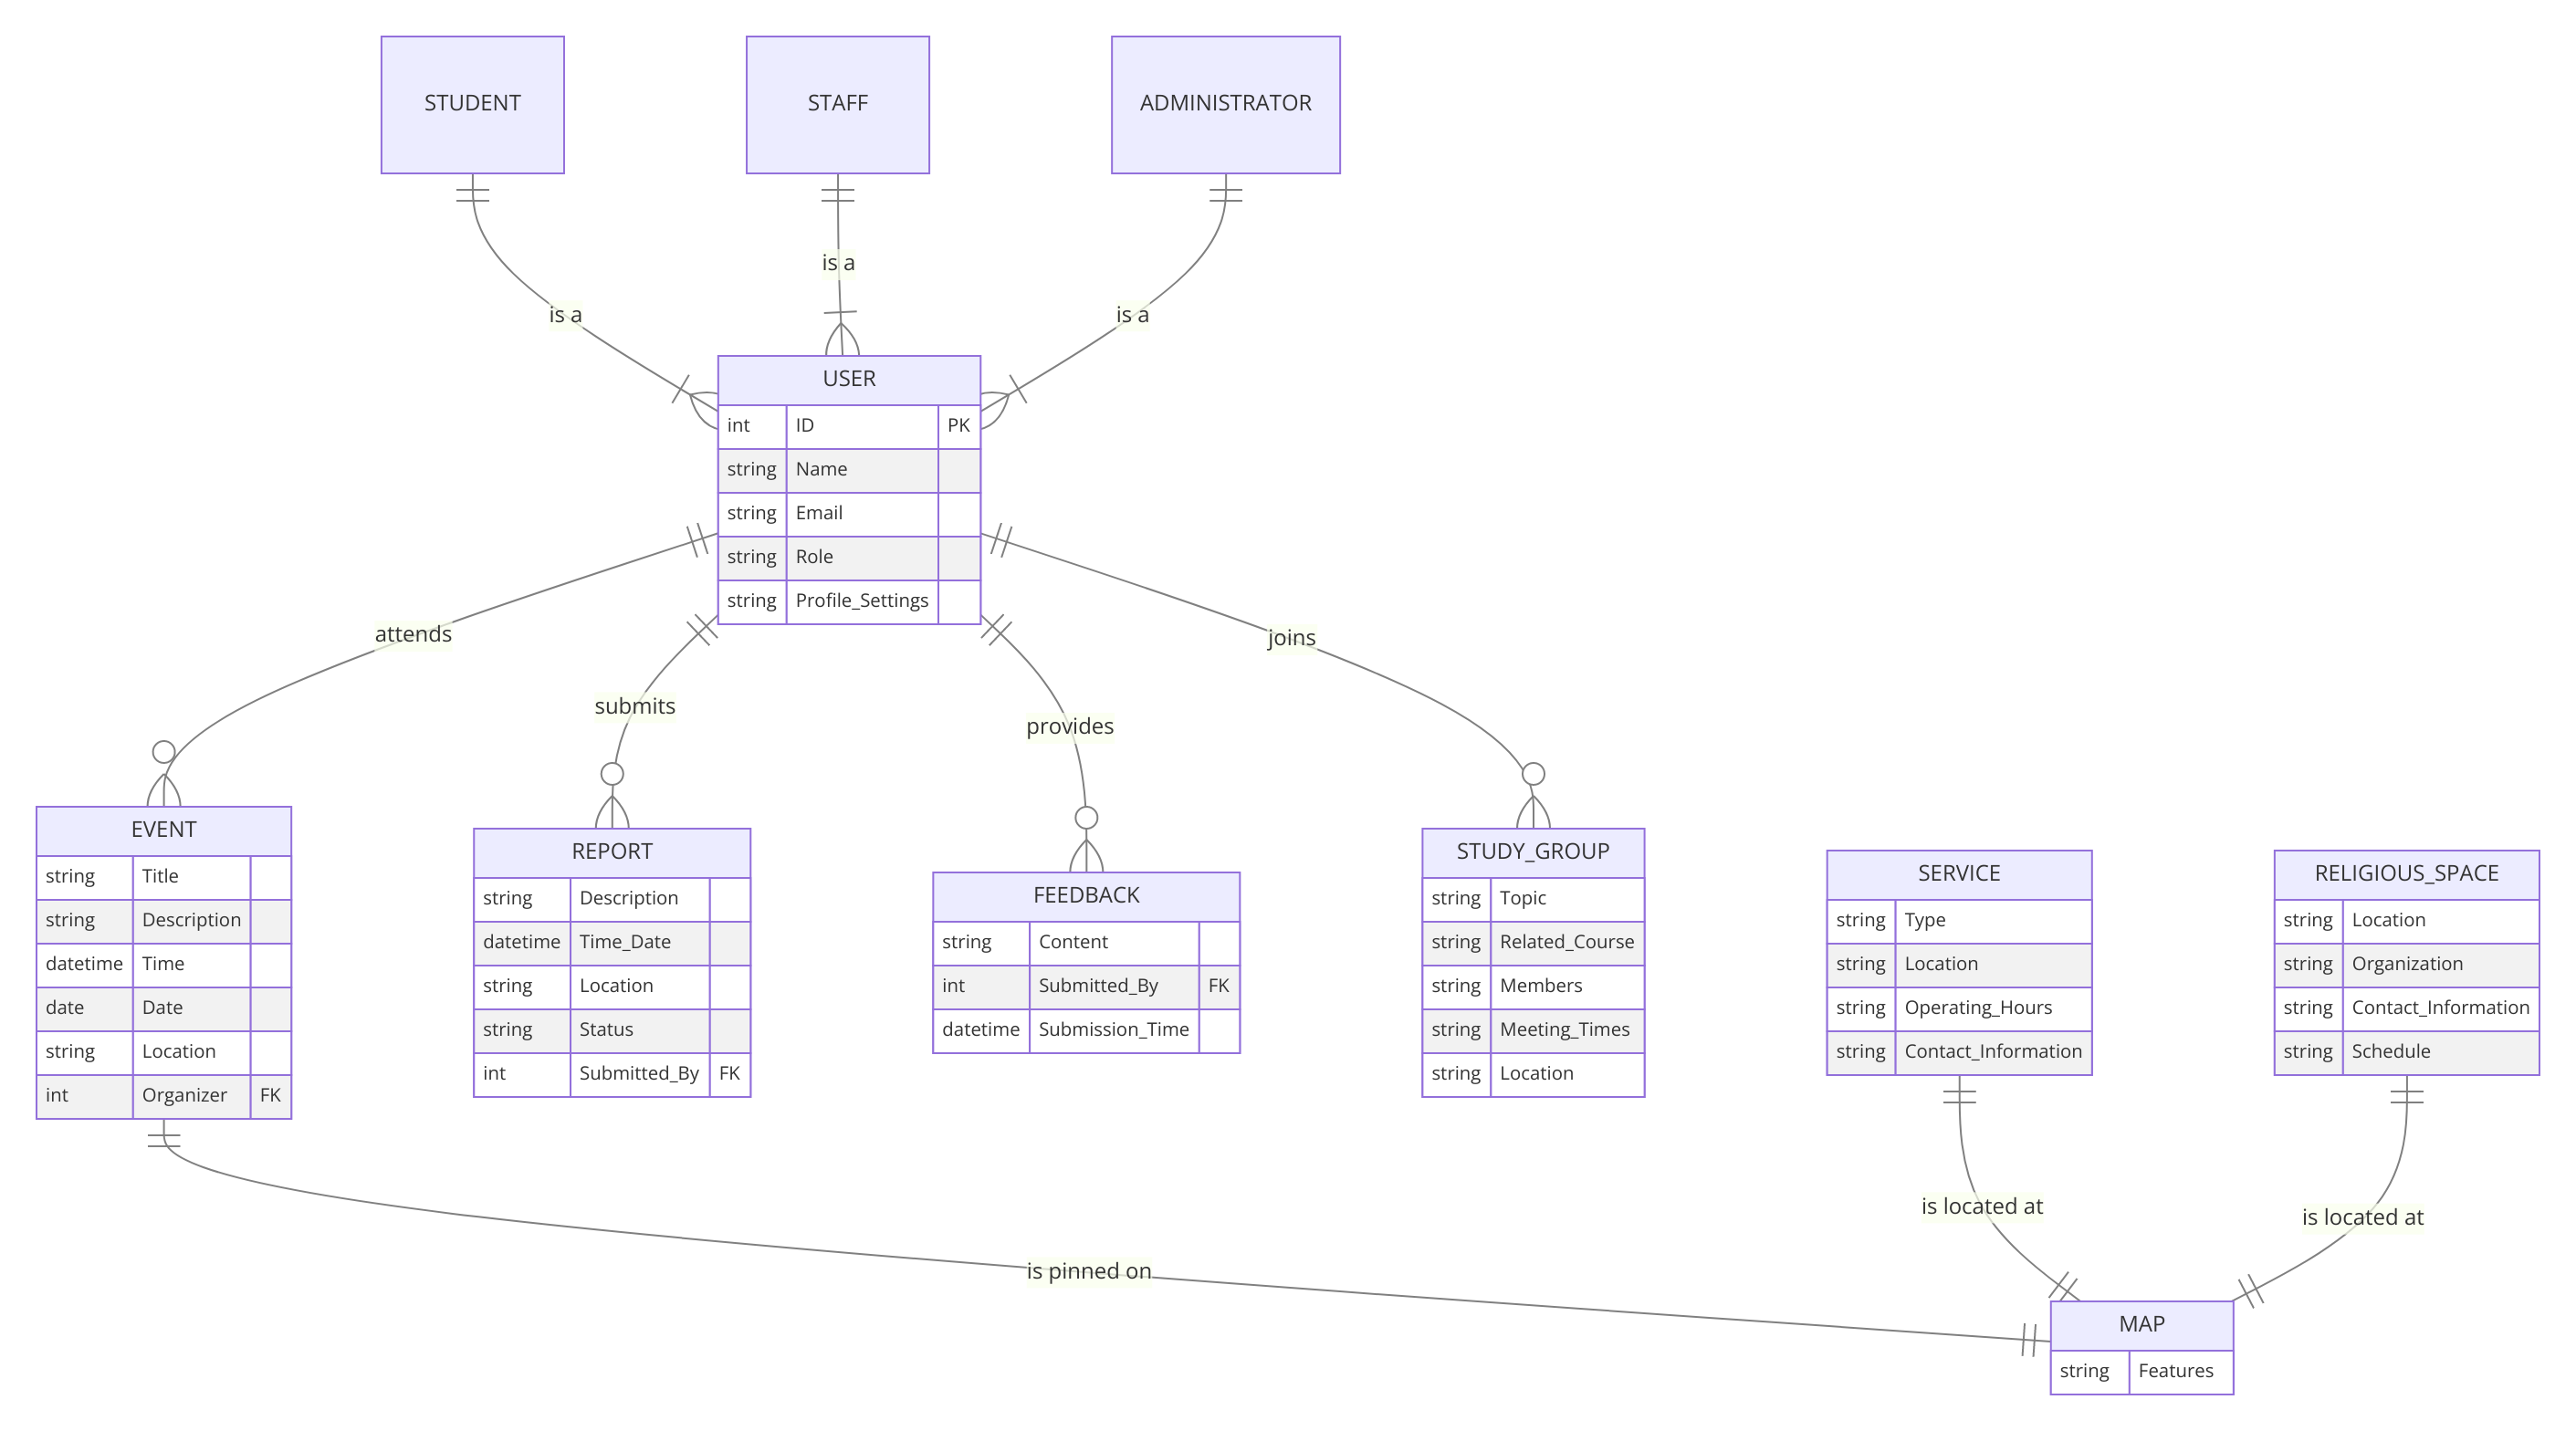 STUDENT
STAFF
ADMINISTRATOR
is a
is a
is a
USER
int ID PK
string Name
string Email
string Role
string Profile_Settings
attends
submits
provides
joins
EVENT
string Title
string Description
datetime Time
date Date
string Location
int Organizer FK
REPORT
string Description
datetime Time_Date
string Location
string Status
int Submitted_By FK
FEEDBACK
string Content
int Submitted_By FK
datetime Submission_Time
STUDY_GROUP
string Topic
string Related_Course
string Members
string Meeting_Times
string Location
SERVICE
string Type
string Location
string Operating_Hours
string Contact_Information
RELIGIOUS_SPACE
string Location
string Organization
string Contact_Information
string Schedule
is located at
is located at
is pinned on
MAP
string Features